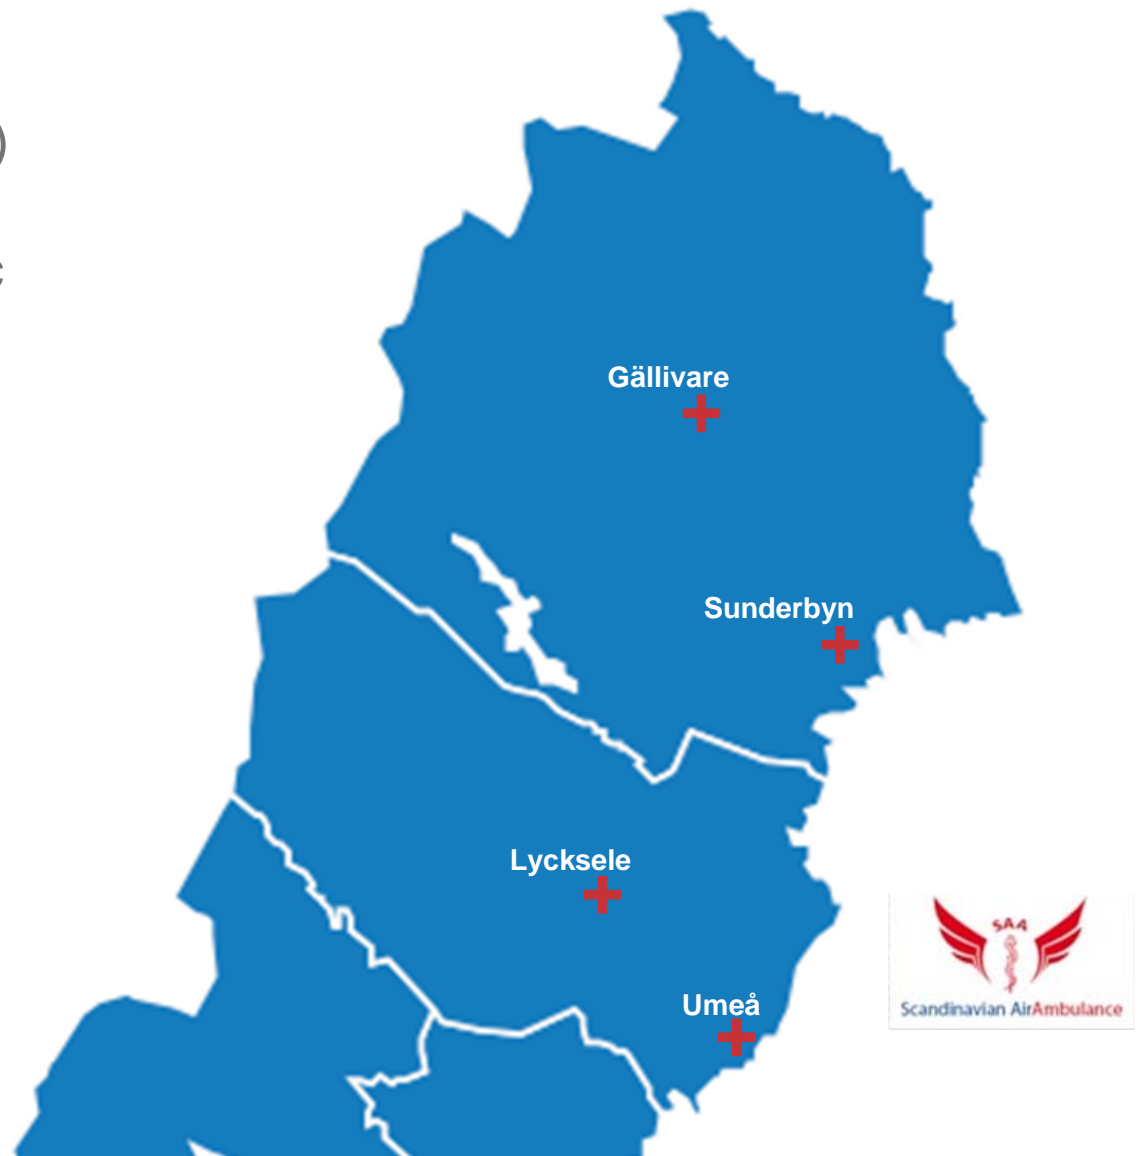 )
c
Gällivare
Sunderbyn
Lycksele
Umeå
SAA
Scandinavian AirAmbulance